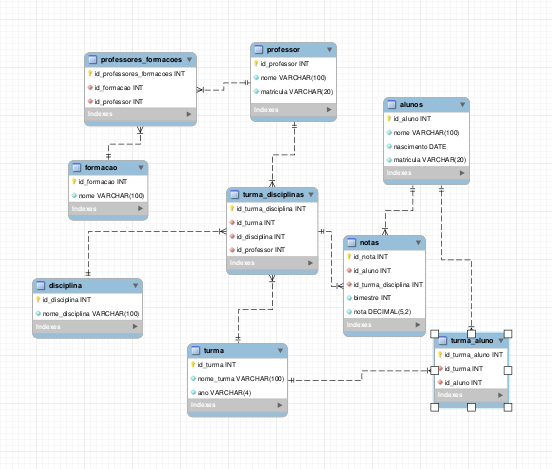 professores_formacoes
id_professores_formacoes INT
id_formacao INT
id_professor INT
Indexes
professor
id_professor INT
nome VARCHAR(100)
matricula VARCHAR(20)
Indexes
alunos
id_aluno INT
nome VARCHAR(100)
nascimento DATE
matricula VARCHAR(20)
Indexes
formacao
id_formacao INT
nome VARCHAR(100)
Indexes
turma_disciplinas
id_turma_disciplina INT
id_turma INT
id_disciplina INT
id_professor INT
Indexes
notas
id_nota INT
id_aluno INT
id_turma_disciplina INT
bimestre INT
nota DECIMAL(5.2)
Indexes
disciplina
id_disciplina INT
nome_disciplina VARCHAR(100)
Indexes
turma
id_turma INT
nome_turma VARCHAR(100)
ano VARCHAR(4)
Indexes
turma_aluno
id_turma_aluno INT
id_turma INT
id_aluno INT
Indexes